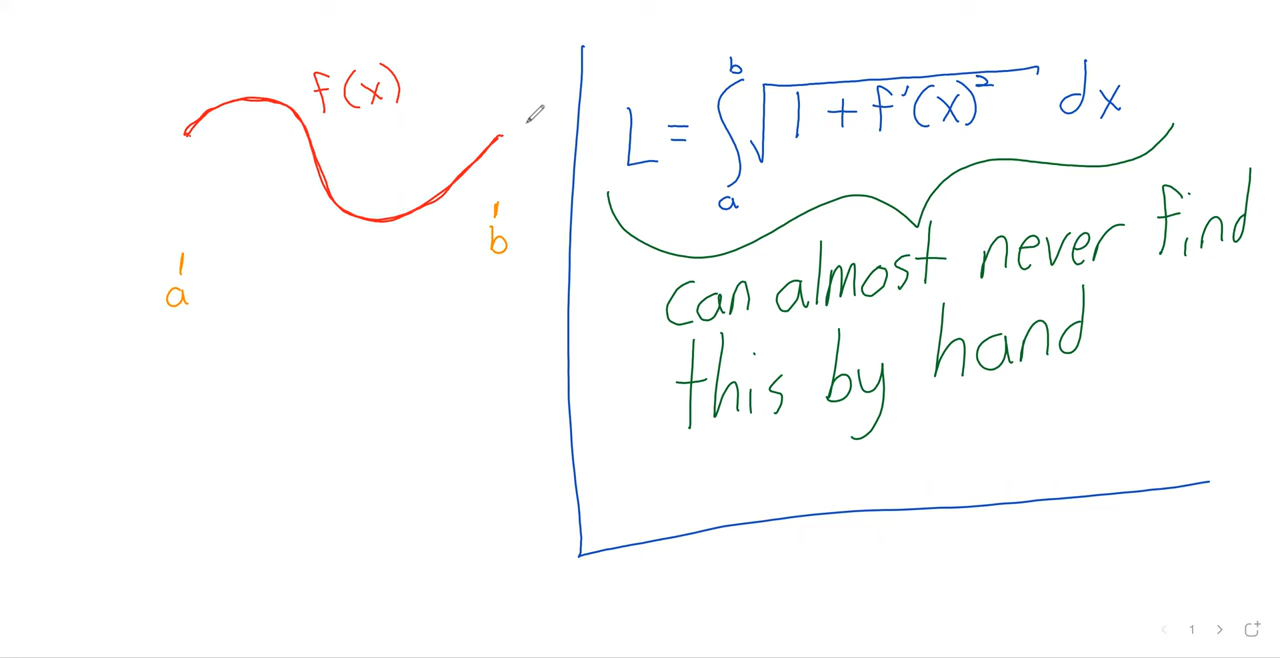 f(x)
a
b
L = ∫ₐᵇ √(1 + f'(x)²) dx
can almost never find
this by hand
1